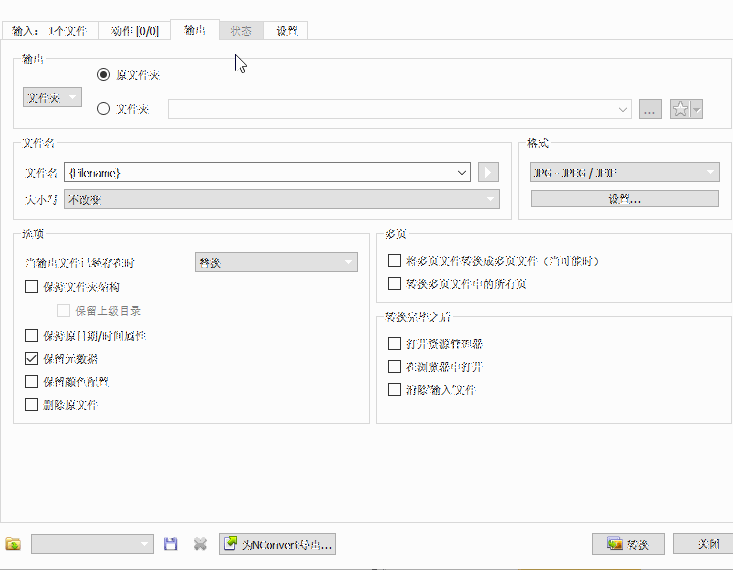 输入： 1个文件 动作 [0/0] 输出 状态 设置
输出
文件夹
原文件夹
文件夹
...
文件名
文件名 {Filename}
大小写 不改变
格式
JPG - JPEG / JFIF
设置...
选项
当输出文件已经存在时 替换
保持文件夹结构
保留上级目录
保持原日期/时间属性
保留元数据
保留颜色配置
删除原文件
多页
将多页文件转换成多页文件（当可能时）
转换多页文件中的所有页
转换完毕之后
打开资源管理器
在浏览器中打开
清除"输入"文件
为NConvert导出... 转换 关闭